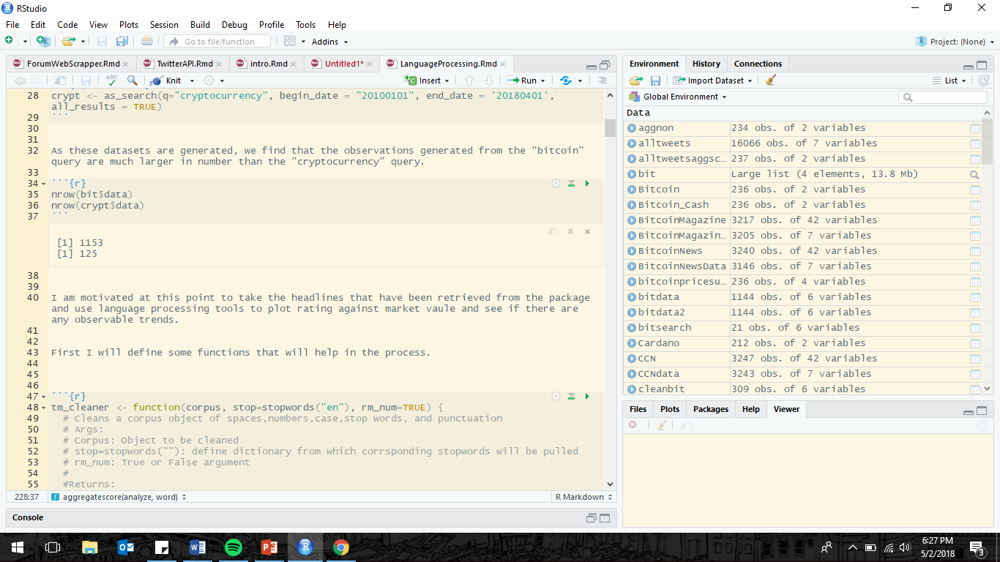 RStudio
File Edit Code View Plots Session Build Debug Profile Tools Help
Go to file/function Addins Project: (None)
ForumWebScrapper.Rmd TwitterAPI.Rmd intro.Rmd Untitled1* LanguageProcessing.Rmd
ABC Knit Insert Run
28 crypt <- as_search(q="cryptocurrency", begin_date = "20100101", end_date = '20180401',
all_results = TRUE)
29 ```
30
31
32 As these datasets are generated, we find that the observations generated from the "bitcoin"
query are much larger in number than the "cryptocurrency" query.
33
34 ```{r}
35 nrow(bit$data)
36 nrow(crypt$data)
37 ```
[1] 1153
[1] 125
38
39
40 I am motivated at this point to take the headlines that have been retrieved from the package
and use language processing tools to plot rating against market vaule and see if there are
any observable trends.
41
42
43 First I will define some functions that will help in the process.
44
45
46
47 ```{r}
48 tm_cleaner <- function(corpus, stop=stopwords("en"), rm_num=TRUE) {
49 # Cleans a corpus object of spaces,numbers,case,stop words, and punctuation
50 # Args:
51 # Corpus: Object to be cleaned
52 # stop=stopwords(""): define dictionary from which corrsponding stopwords will be pulled
53 # rm_num: True or False argument
54 #
55 #Returns:
228:37 aggregatescore(analyze, word) R Markdown
Console
Environment History Connections
Import Dataset List
Global Environment
Data
aggnon 234 obs. of 2 variables
alltweets 16066 obs. of 7 variables
alltweetsaggsc… 237 obs. of 2 variables
bit Large list (4 elements, 13.8 Mb)
Bitcoin 236 obs. of 2 variables
Bitcoin_Cash 236 obs. of 2 variables
BitcoinMagazine 3217 obs. of 42 variables
BitcoinMagazin… 3205 obs. of 7 variables
BitcoinNews 3240 obs. of 42 variables
BitcoinNewsData 3146 obs. of 7 variables
bitcoinpricesu… 236 obs. of 4 variables
bitdata 1144 obs. of 6 variables
bitdata2 1144 obs. of 6 variables
bitsearch 21 obs. of 6 variables
Cardano 212 obs. of 2 variables
CCN 3247 obs. of 42 variables
CCNdata 3243 obs. of 7 variables
cleanbit 309 obs. of 6 variables
Files Plots Packages Help Viewer
6:27 PM
5/2/2018
3